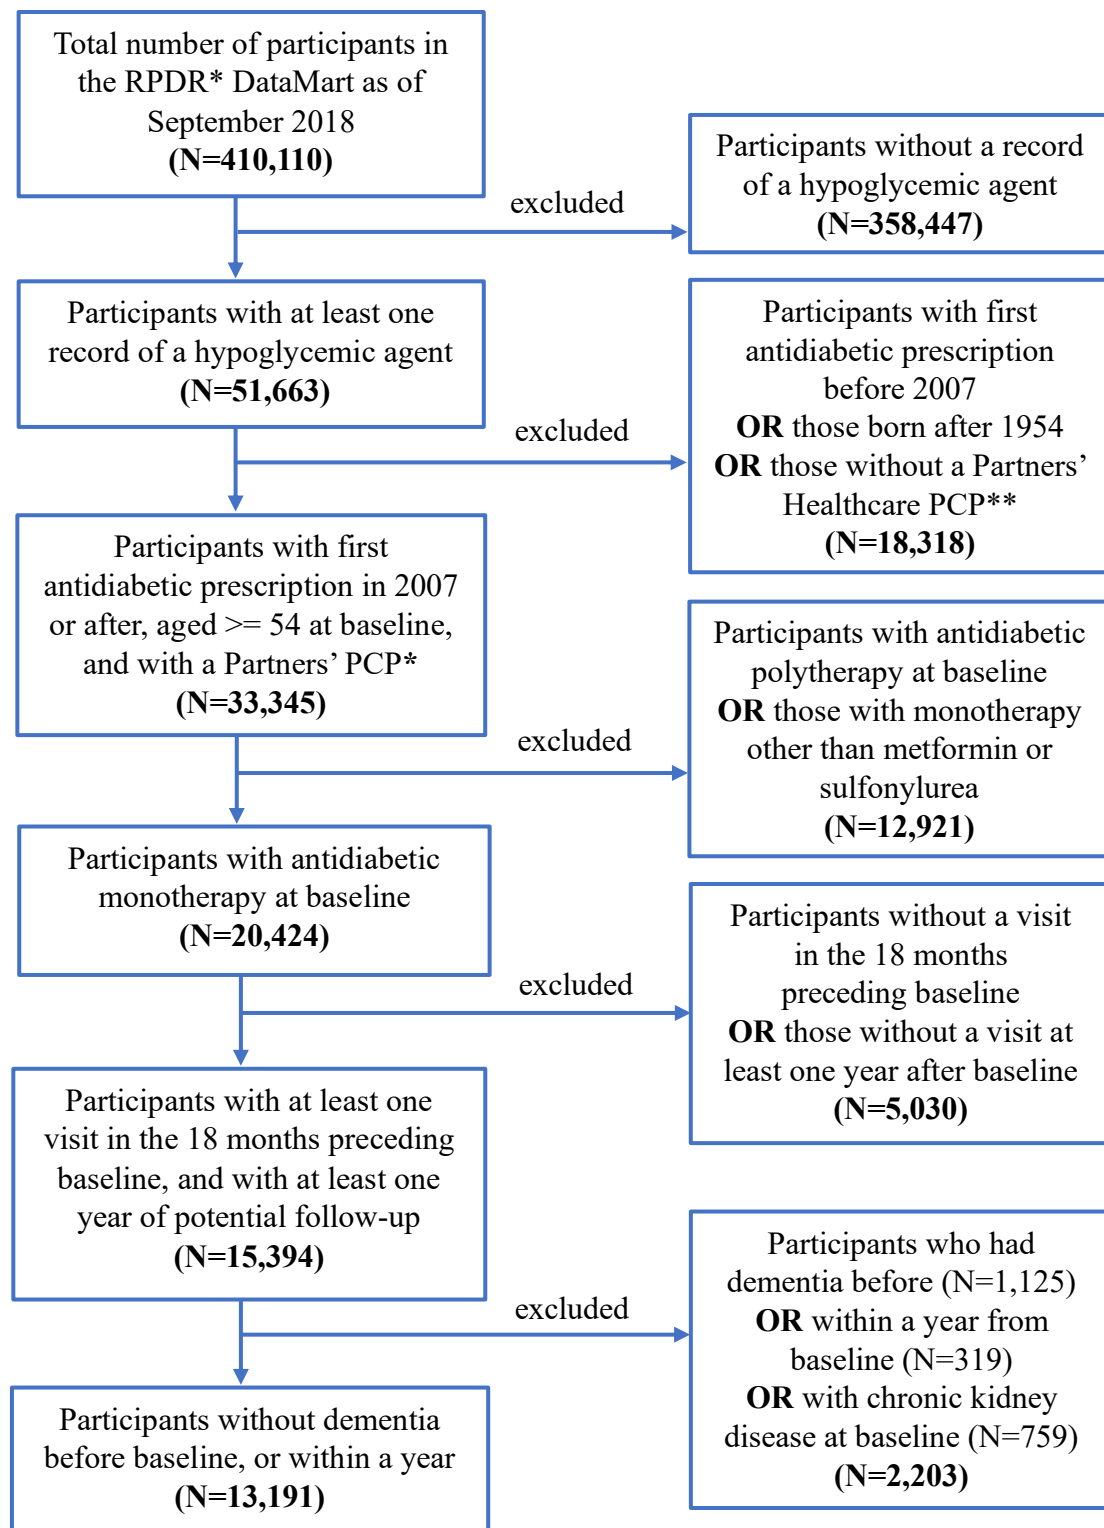 Total number of participants in
the RPDR* DataMart as of
September 2018
(N=410,110)
excluded
Participants without a record
of a hypoglycemic agent
(N=358,447)
Participants with at least one
record of a hypoglycemic agent
(N=51,663)
excluded
Participants with first
antidiabetic prescription
before 2007
OR those born after 1954
OR those without a Partners’
Healthcare PCP**
(N=18,318)
Participants with first
antidiabetic prescription in 2007
or after, aged >= 54 at baseline,
and with a Partners’ PCP*
(N=33,345)
excluded
Participants with antidiabetic
polytherapy at baseline
OR those with monotherapy
other than metformin or
sulfonylurea
(N=12,921)
Participants with antidiabetic
monotherapy at baseline
(N=20,424)
excluded
Participants without a visit
in the 18 months
preceding baseline
OR those without a visit at
least one year after baseline
(N=5,030)
Participants with at least one
visit in the 18 months preceding
baseline, and with at least one
year of potential follow-up
(N=15,394)
excluded
Participants who had
dementia before (N=1,125)
OR within a year from
baseline (N=319)
OR with chronic kidney
disease at baseline (N=759)
(N=2,203)
Participants without dementia
before baseline, or within a year
(N=13,191)